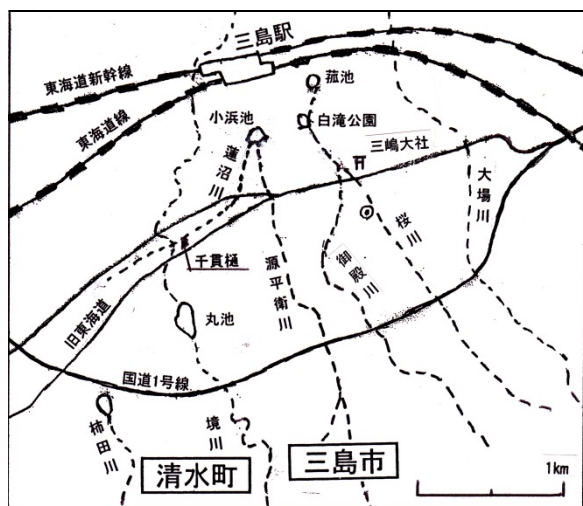 三島駅
東海道新幹線
菰池
東海道線
小浜池
白滝公園
三嶋大社
蓮沼川
大場川
千貫樋
桜川
源平衛川
御殿川
旧東海道
丸池
国道1号線
柿田川
境川
清水町
三島市
1km